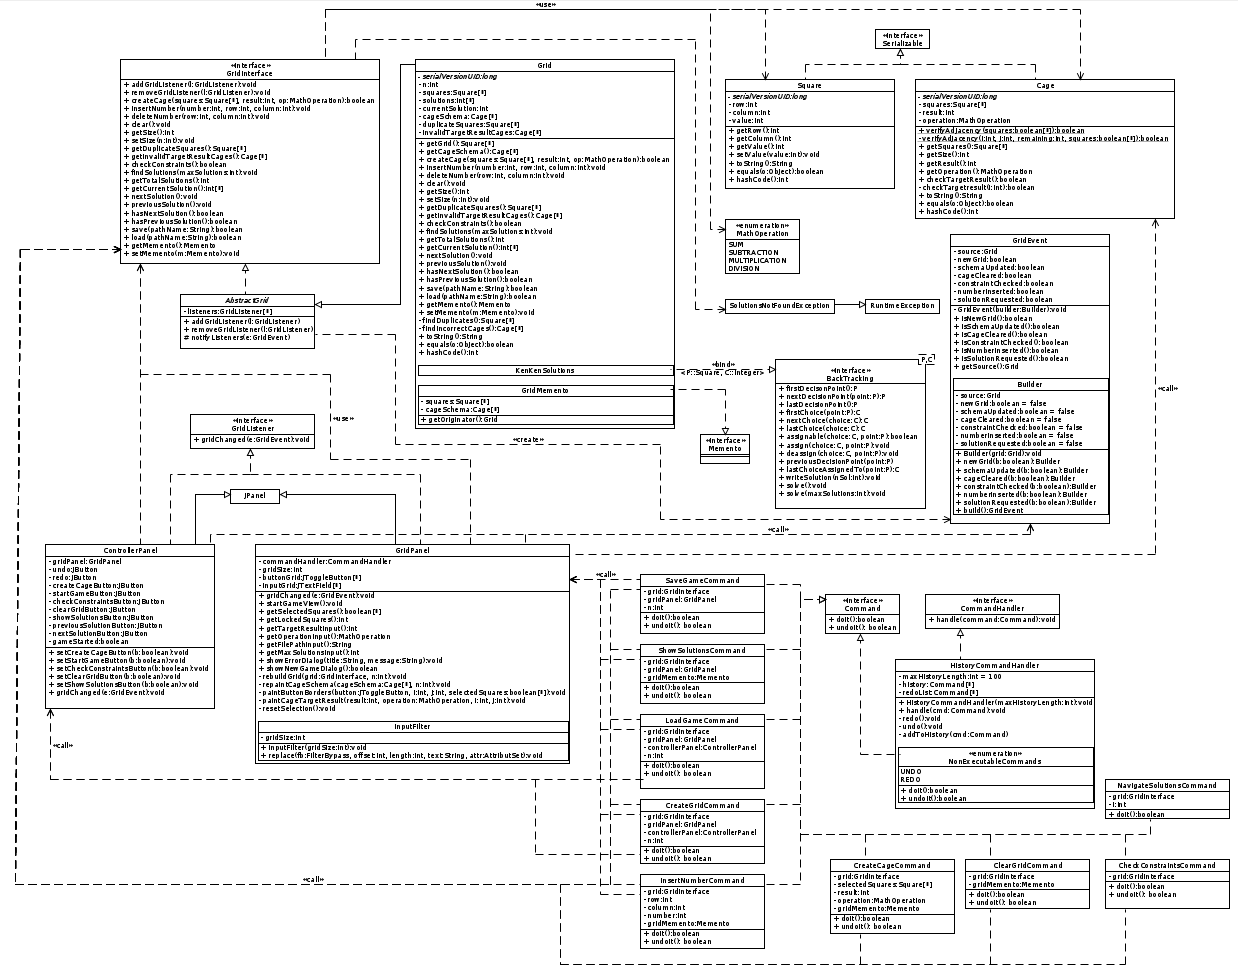 «use»
«Interface»
GridInterface
+ addGridListener(l:GridListener):void
+ removeGridListener(l:GridListener):void
+ createCage(squares:Square[*], result:int, op:MathOperation):boolean
+ insertNumber(number:int, row:int, column:int):void
+ deleteNumber(row:int, column:int):void
+ clear():void
+ getSize():int
+ setSize(n:int):void
+ getDuplicateSquares():Square[*]
+ getInvalidTargetResultCages():Cage[*]
+ checkConstraints():boolean
+ findSolutions(maxSolutions:int):void
+ getTotalSolutions():int
+ getCurrentSolution():int[*]
+ nextSolution():void
+ previousSolution():void
+ hasNextSolution():boolean
+ hasPreviousSolution():boolean
+ save(pathName:String):boolean
+ load(pathName:String):boolean
+ getMemento():Memento
+ setMemento(m:Memento):void
Grid
- serialVersionUID:long
- n:int
- squares:Square[*]
- solutions:int[*]
- currentSolution:int
- cageSchema:Cage[*]
- duplicateSquares:Square[*]
- invalidTargetResultCages:Cage[*]
+ getGrid():Square[*]
+ getCageSchema():Cage[*]
+ createCage(squares:Square[*], result:int, op:MathOperation):boolean
+ insertNumber(number:int, row:int, column:int):void
+ deleteNumber(row:int, column:int):void
+ clear():void
+ getSize():int
+ setSize(n:int):void
+ getDuplicateSquares():Square[*]
+ getInvalidTargetResultCages():Cage[*]
+ checkConstraints():boolean
+ findSolutions(maxSolutions:int):void
+ getTotalSolutions():int
+ getCurrentSolution():int[*]
+ nextSolution():void
+ previousSolution():void
+ hasNextSolution():boolean
+ hasPreviousSolution():boolean
+ save(pathName:String):boolean
+ load(pathName:String):boolean
+ getMemento():Memento
+ setMemento(m:Memento):void
- findDuplicates():Square[*]
- findIncorrectCages():Cage[*]
+ toString():String
+ equals(o:Object):boolean
+ hashCode():int
KenKenSolutions
GridMemento
- squares:Square[*]
- cageSchema:Cage[*]
+ getOriginator():Grid
«Interface»
Serializable
Square
- serialVersionUID:long
- row:int
- column:int
- value:int
+ getRow():int
+ getColumn():int
+ getValue():int
+ setValue(value:int):void
+ toString():String
+ equals(o:Object):boolean
+ hashCode():int
Cage
- serialVersionUID:long
- squares:Square[*]
- result:int
- operation:MathOperation
+ verifyAdjacency(squares:boolean[*]):boolean
- verifyAdjacency(i:int, j:int, remaining:int, squares:boolean[*]):boolean
+ getSquares():Square[*]
+ getSize():int
+ getResult():int
+ getOperation():MathOperation
+ checkTargetResult():boolean
- checkTargetresult(i:int):boolean
+ toString():String
+ equals(o:Object):boolean
+ hashCode():int
«enumeration»
MathOperation
SUM
SUBTRACTION
MULTIPLICATION
DIVISION
SolutionsNotFoundException
RuntimeException
GridEvent
- source:Grid
- newGrid:boolean
- schemaUpdated:boolean
- cageCleared:boolean
- constraintChecked:boolean
- numberInserted:boolean
- solutionRequested:boolean
- GridEvent(builder:Builder):void
+ isNewGrid():boolean
+ isSchemaUpdated():boolean
+ isCageCleared():boolean
+ isConstraintChecked():boolean
+ isNumberInserted():boolean
+ isSolutionRequested():boolean
+ getSource():Grid
Builder
- source:Grid
- newGrid:boolean = false
- schemaUpdated:boolean = false
- cageCleared:boolean = false
- constraintChecked:boolean = false
- numberInserted:boolean = false
- solutionRequested:boolean = false
+ Builder(grid:Grid):void
+ newGrid(b:boolean):Builder
+ schemaUpdated(b:boolean):Builder
+ cageCleared(b:boolean):Builder
+ constraintChecked(b:boolean):Builder
+ numberInserted(b:boolean):Builder
+ solutionRequested(b:boolean):Builder
+ build():GridEvent
AbstractGrid
- listeners:GridListener[*]
+ addGridListener(l:GridListener)
+ removeGridListener(l:GridListener)
# notifyListeners(e:GridEvent)
«bind»
<P::Square, C::Integer>
P,C
«Interface»
BackTracking
+ firstDecisonPoint():P
+ nextDecisionPoint(point:P):P
+ lastDecisionPoint():P
+ firstChoice(point:P):C
+ nextChoice(choice:C):C
+ lastChoice(choice:C):C
+ assignable(choice:C, point:P):boolean
+ assign(choice:C, point:P):void
+ deassign(choice:C, point:P):void
+ previousDecisionPoint(point:P)
+ lastChoiceAssignedTo(point:P):C
+ writeSolution(nSol:int):void
+ solve():void
+ solve(maxSolutions:int):void
«Interface»
Memento
«call»
«Interface»
GridListener
+ gridChanged(e:GridEvent):void
«use»
«create»
JPanel
«call»
ControllerPanel
- gridPanel:GridPanel
- undo:JButton
- redo:JButton
- createCageButton:JButton
- startGameButton:JButton
- checkConstraintsButton:JButton
- clearGridButton:JButton
- showSolutionsButton:JButton
- previousSolutionButton:JButton
- nextSolutionButton:JButton
- gameStarted:boolean
+ setCreateCageButton(b:boolean):void
+ setStartGameButton(b:boolean):void
+ setCheckConstraintsButton(b:boolean):void
+ setClearGridButton(b:boolean):void
+ setShowSolutionsButton(b:boolean):void
+ gridChanged(e:GridEvent):void
GridPanel
- commandHandler:CommandHandler
- gridSize:int
- buttonGrid:JToggleButton[*]
- inputGrid:JTextField[*]
+ gridChanged(e:GridEvent):void
+ startGameView():void
+ getSelectedSquares():boolean[*]
+ getLockedSquares():int
+ getTargetResultInput():int
+ getOperationInput():MathOperation
+ getFilePathInput():String
+ getMaxSolutionsInput():int
+ showErrorDialog(title:String, message:String):void
+ showNewGameDialog():boolean
- rebuildGrid(grid:GridInterface, n:int):void
- repaintCageSchema(cageSchema:Cage[*], n:int):void
- paintButtonBorders(button:JToggleButton, i:int, j:int, selectedSquares:boolean[*]):void
- paintCageTargetResult(result:int, operation:MathOperation, i:int, j:int):void
- resetSelection():void
InputFilter
- gridSize:int
+ InputFilter(gridSize:int):void
+ replace(fb:FilterBypass, offset:int, length:int, text:String, attr:AttributSet):void
«call»
SaveGameCommand
- grid:GridInterface
- gridPanel:GridPanel
- n:int
+ doIt():boolean
+ undoIt(): boolean
ShowSolutionsCommand
- grid:GridInterface
- gridPanel:GridPanel
- gridMemento:Memento
+ doIt():boolean
+ undoIt(): boolean
LoadGameCommand
- grid:GridInterface
- gridPanel:GridPanel
- controllerPanel:ControllerPanel
- n:int
+ doIt():boolean
+ undoIt(): boolean
CreateGridCommand
- grid:GridInterface
- gridPanel:GridPanel
- controllerPanel:ControllerPanel
- n:int
+ doIt():boolean
+ undoIt(): boolean
InsertNumberCommand
- grid:GridInterface
- row:int
- column:int
- number:int
- gridMemento:Memento
+ doIt():boolean
+ undoIt(): boolean
«Interface»
Command
+ doIt():boolean
+ undoIt(): boolean
«Interface»
CommandHandler
+ handle(command:Command):void
HistoryCommandHandler
- maxHistoryLength:int = 100
- history:Command[*]
- redoList:Command[*]
+ HistoryCommandHandler(maxHistoryLength:int):void
+ handle(cmd:Command):void
- redo():void
- undo():void
- addToHistory(cmd:Command)
«enumeration»
NonExecutableCommands
UNDO
REDO
+ doIt():boolean
+ undoIt():boolean
NavigateSolutionsCommand
- grid:GridInterface
- i:int
+ doIt():boolean
«call»
«call»
CreateCageCommand
- grid:GridInterface
- selectedSquares:Square[*]
- result:int
- operation:MathOperation
- gridMemento:Memento
+ doIt():boolean
+ undoIt(): boolean
ClearGridCommand
- grid:GridInterface
- gridMemento:Memento
+ doIt():boolean
+ undoIt(): boolean
CheckConstraintsCommand
- grid:GridInterface
+ doIt():boolean
+ undoIt(): boolean